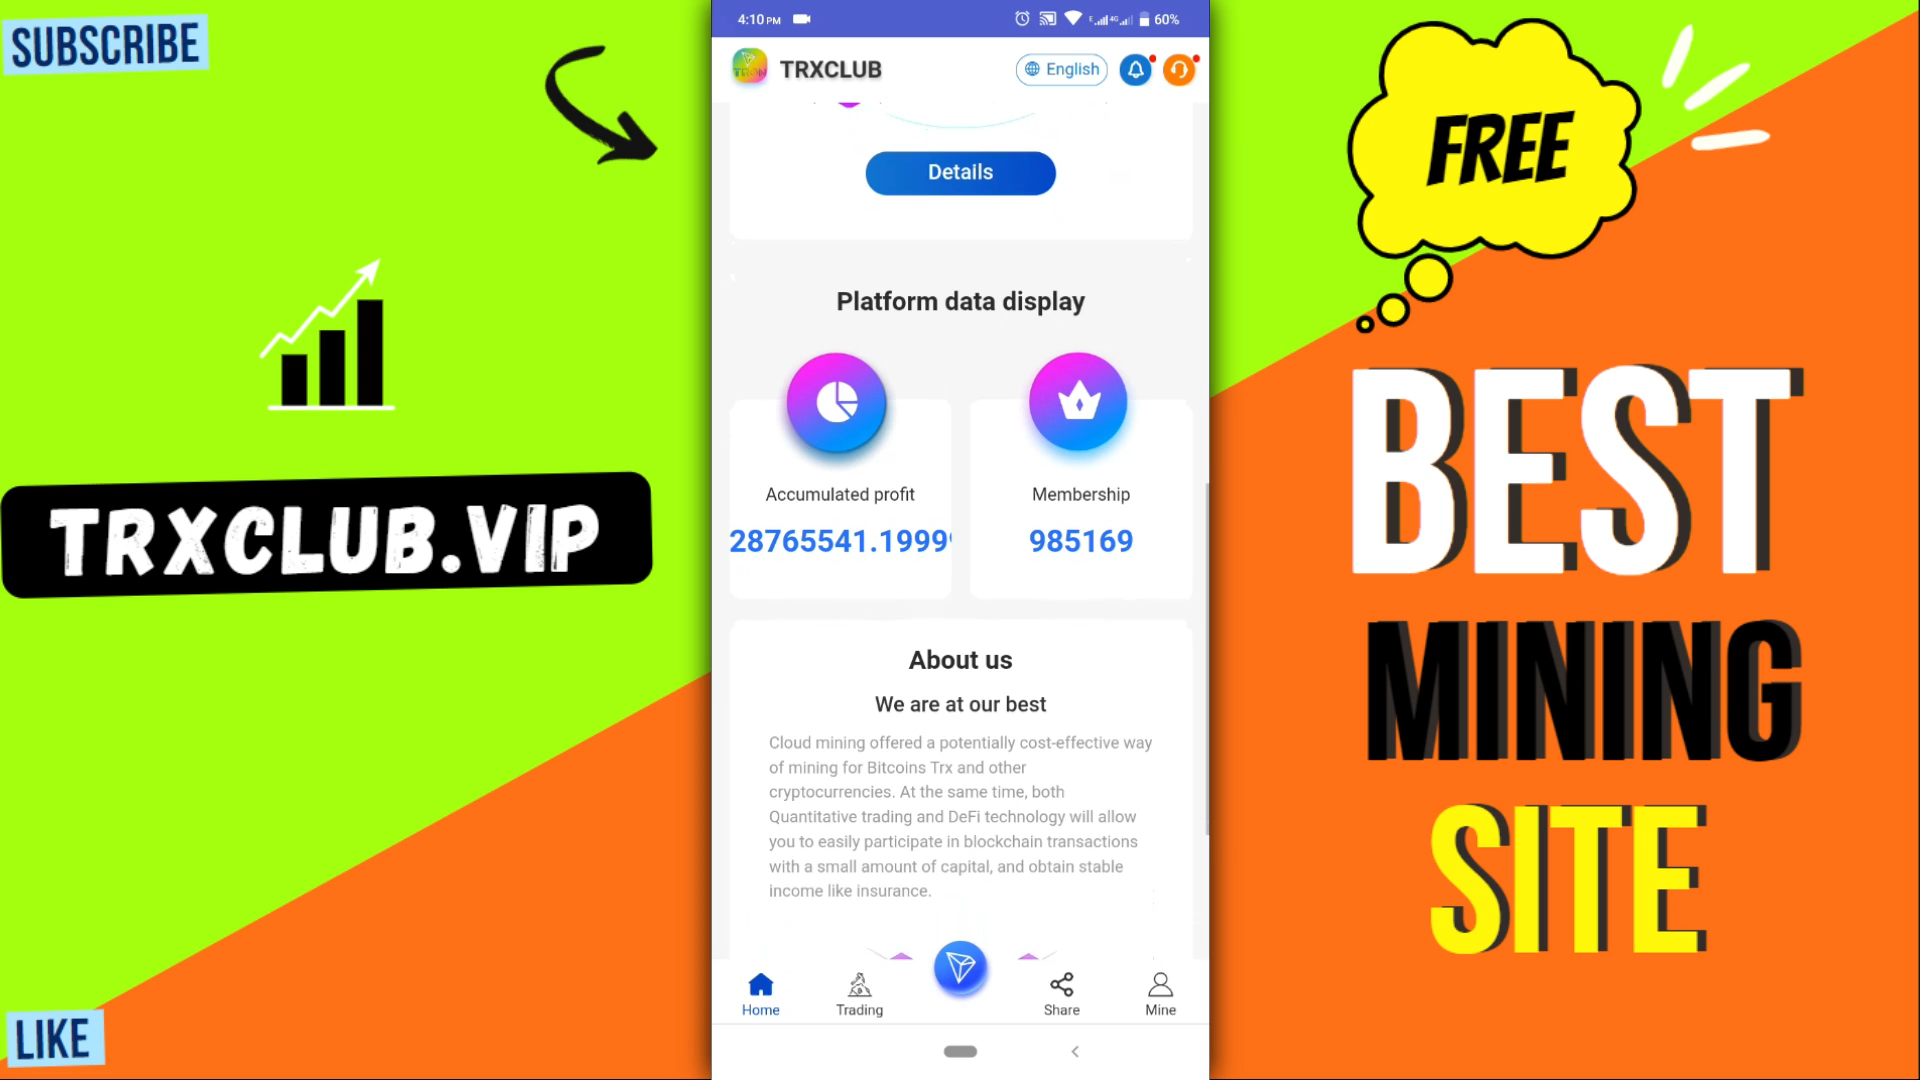 SUBSCRIBE
TRXCLUB.VIP
LIKE
4:10 PM
E
4G
60%
TRON
TRXCLUB
English
Details
Platform data display
Accumulated profit
28765541.1999
Membership
985169
About us
We are at our best
Cloud mining offered a potentially cost-effective way
of mining for Bitcoins Trx and other
cryptocurrencies. At the same time, both
Quantitative trading and DeFi technology will allow
you to easily participate in blockchain transactions
with a small amount of capital, and obtain stable
income like insurance.
Home
Trading
Share
Mine
FREE
BEST
MINING
SITE